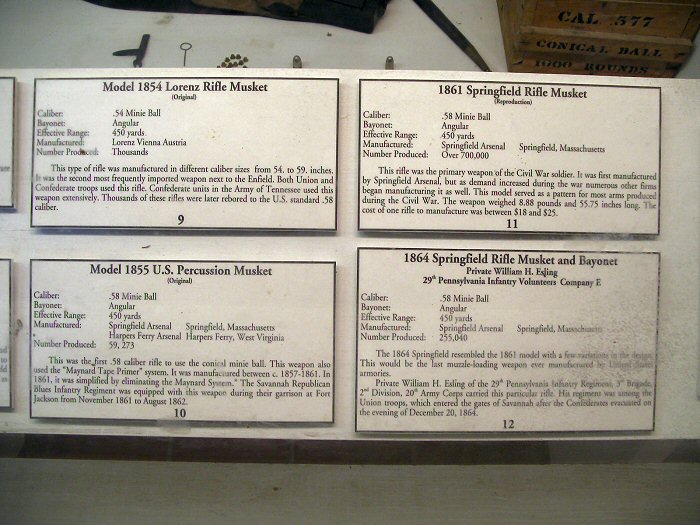 CAL .577
CONICAL BALL
1000 ROUNDS
Model 1854 Lorenz Rifle Musket
(Original)
Caliber: .54 Minie Ball
Bayonet: Angular
Effective Range: 450 yards
Manufactured: Lorenz Vienna Austria
Number Produced: Thousands
This type of rifle was manufactured in different caliber sizes from 54. to 59. inches.
It was the second most frequently imported weapon next to the Enfield. Both Union and
Confederate troops used this rifle. Confederate units in the Army of Tennessee used this
weapon extensively. Thousands of these rifles were later rebored to the U.S. standard .58
caliber.
9
1861 Springfield Rifle Musket
(Reproduction)
Caliber: .58 Minie Ball
Bayonet: Angular
Effective Range: 450 yards
Manufactured: Springfield Arsenal Springfield, Massachusetts
Number Produced: Over 700,000
This rifle was the primary weapon of the Civil War soldier. It was first manufactured
by Springfield Arsenal, but as demand increased during the war numerous other firms
began manufacturing it as well. This model served as a pattern for most arms produced
during the Civil War. The weapon weighed 8.88 pounds and 55.75 inches long. The
cost of one rifle to manufacture was between $18 and $25.
11
Model 1855 U.S. Percussion Musket
(Original)
Caliber: .58 Minie Ball
Bayonet: Angular
Effective Range: 450 yards
Manufactured: Springfield Arsenal Springfield, Massachusetts
Harpers Ferry Arsenal Harpers Ferry, West Virginia
Number Produced: 59, 273
This was the first .58 caliber rifle to use the conical minie ball. This weapon also
used the "Maynard Tape Primer" system. It was manufactured between c. 1857-1861. In
1861, it was simplified by eliminating the Maynard System." The Savannah Republican
Blues Infantry Regiment was equipped with this weapon during their garrison at Fort
Jackson from November 1861 to August 1862.
10
1864 Springfield Rifle Musket and Bayonet
Private William H. Esling
29th Pennsylvania Infantry Volunteers Company E
Caliber: .58 Minie Ball
Bayonet: Angular
Effective Range: 450 yards
Manufactured: Springfield Arsenal Springfield, Massachusetts
Number Produced: 255,040
The 1864 Springfield resembled the 1861 model with a few variations in the design.
This would be the last muzzle-loading weapon ever manufactured by United States
armories.
Private William H. Esling of the 29th Pennsylvania Infantry Regiment, 3rd Brigade,
2nd Division, 20th Army Corps carried this particular rifle. His regiment was among the
Union troops, which entered the gates of Savannah after the Confederates evacuated on
the evening of December 20, 1864.
12